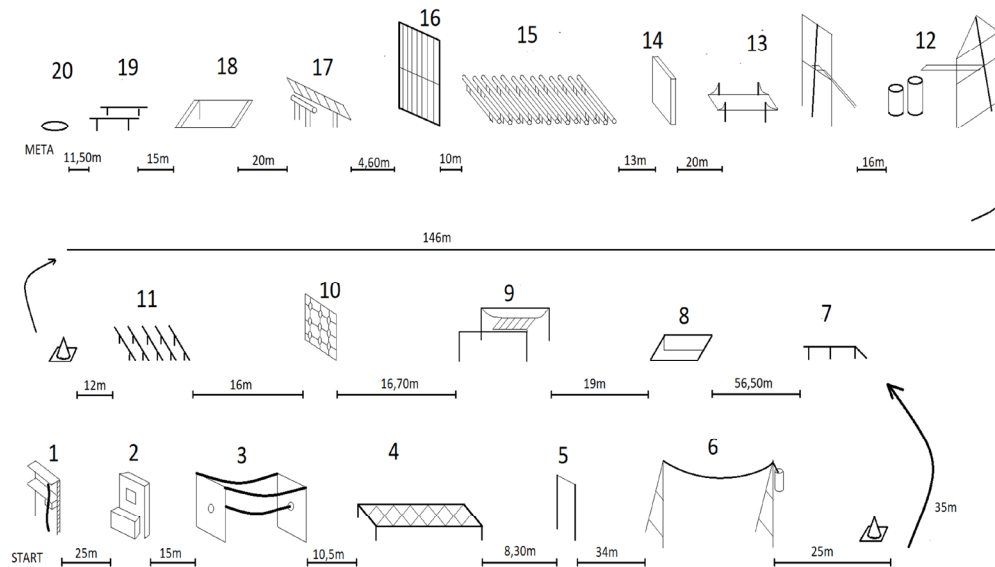 20 19 18 17 16 15 14 13 12
META
11,50m 15m 20m 4,60m 10m 13m 20m 16m
146m
11 10 9 8 7
12m 16m 16,70m 19m 56,50m
1 2 3 4 5 6
35m
START 25m 15m 10,5m 8,30m 34m 25m